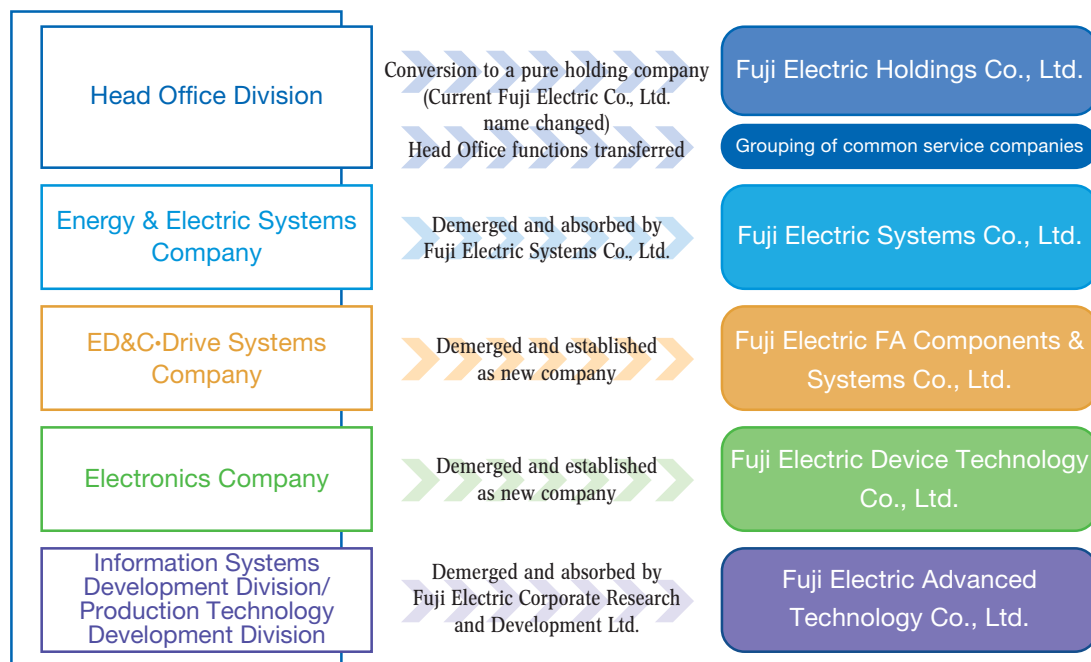 Head Office Division
Conversion to a pure holding company
(Current Fuji Electric Co., Ltd.
name changed)
Head Office functions transferred
Fuji Electric Holdings Co., Ltd.
Grouping of common service companies
Energy & Electric Systems
Company
Demerged and absorbed by
Fuji Electric Systems Co., Ltd.
Fuji Electric Systems Co., Ltd.
ED&C•Drive Systems
Company
Demerged and established
as new company
Fuji Electric FA Components &
Systems Co., Ltd.
Electronics Company
Demerged and established
as new company
Fuji Electric Device Technology
Co., Ltd.
Information Systems
Development Division/
Production Technology
Development Division
Demerged and absorbed by
Fuji Electric Corporate Research
and Development Ltd.
Fuji Electric Advanced
Technology Co., Ltd.